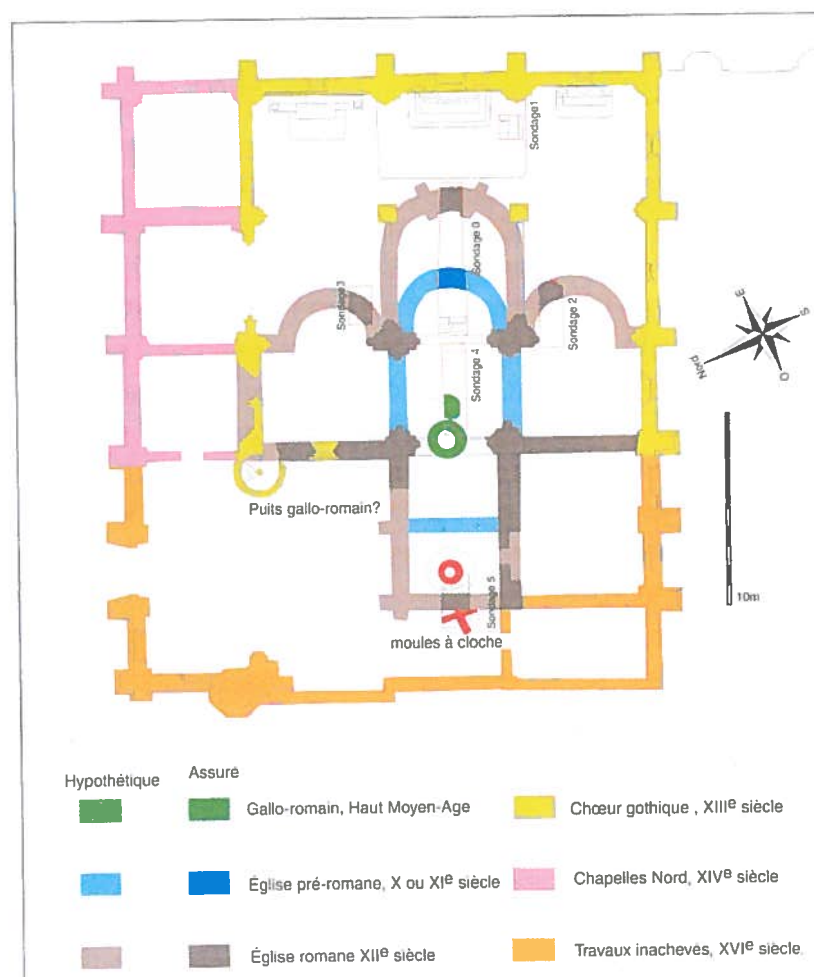 Sondage1
Sondage 3
Sondage 2
Sondage 4
E
S
Nord
O
Puits gallo-romain?
10m
Sondage 5
moules à cloche
Hypothétique
Assuré
Gallo-romain, Haut Moyen-Age
Chœur gothique , XIIIe siècle
Église pré-romane, X ou XIe siècle
Chapelles Nord, XIVe siècle
Église romane XIIe siècle
Travaux inachevés, XVIe siècle.